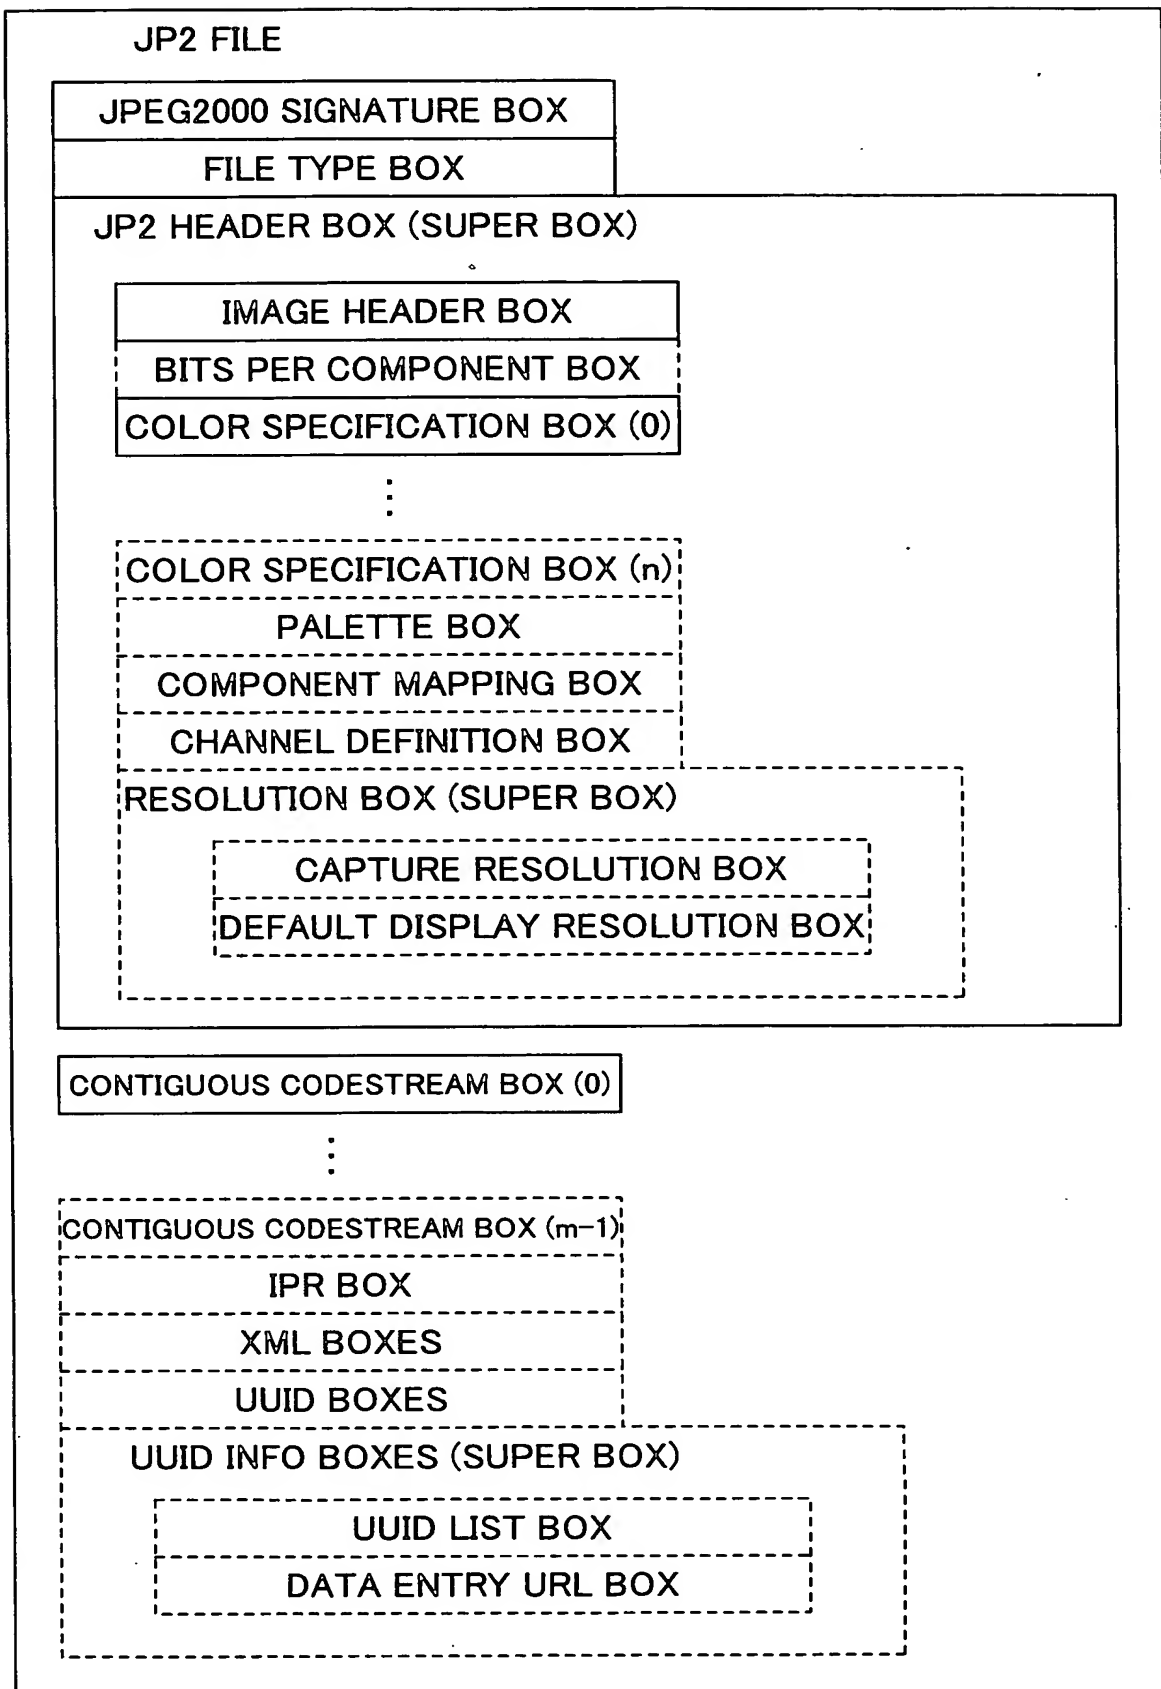 JP2 FILE
JPEG2000 SIGNATURE BOX
FILE TYPE BOX
JP2 HEADER BOX (SUPER BOX)
IMAGE HEADER BOX
BITS PER COMPONENT BOX
COLOR SPECIFICATION BOX (0)
⋮
COLOR SPECIFICATION BOX (n)
PALETTE BOX
COMPONENT MAPPING BOX
CHANNEL DEFINITION BOX
RESOLUTION BOX (SUPER BOX)
CAPTURE RESOLUTION BOX
DEFAULT DISPLAY RESOLUTION BOX
CONTIGUOUS CODESTREAM BOX (0)
⋮
CONTIGUOUS CODESTREAM BOX (m-1)
IPR BOX
XML BOXES
UUID BOXES
UUID INFO BOXES (SUPER BOX)
UUID LIST BOX
DATA ENTRY URL BOX